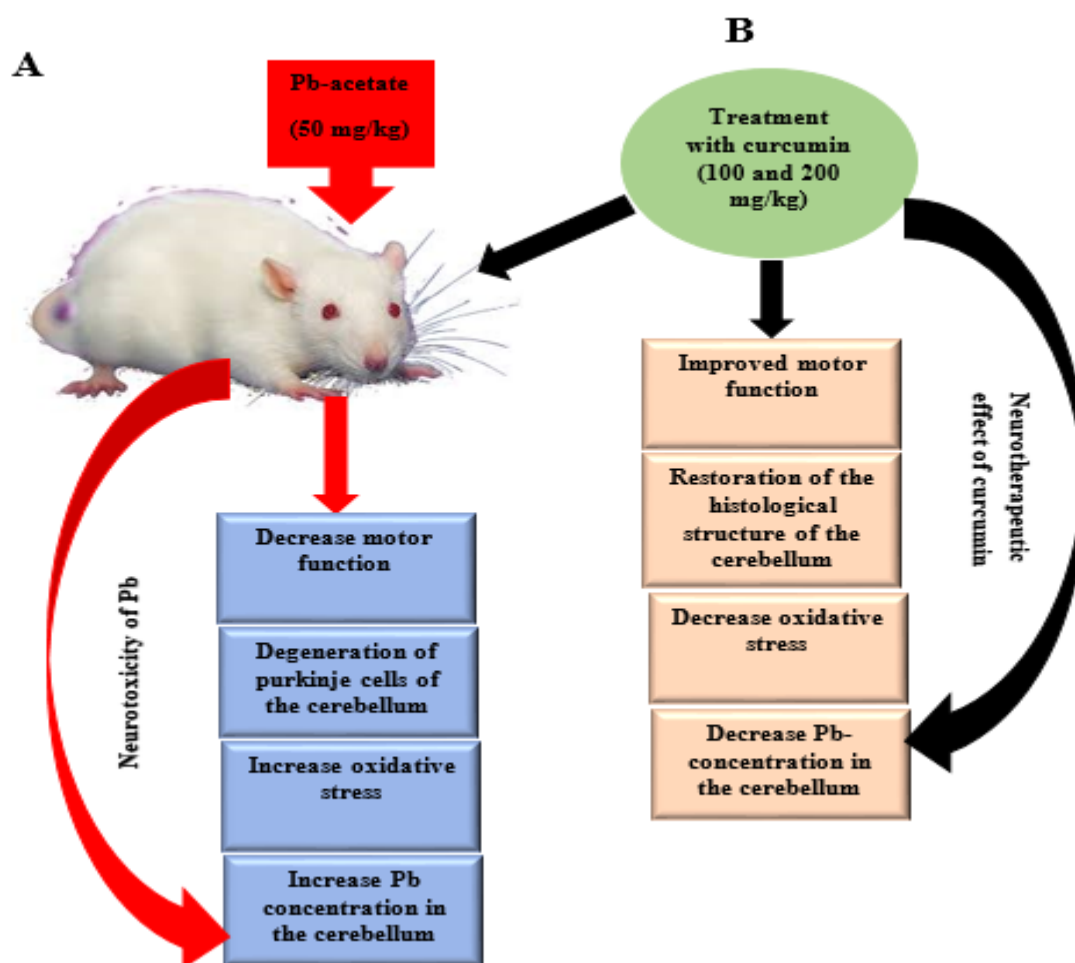 A
Pb-acetate
(50 mg/kg)
Neurotoxicity of Pb
Decrease motor
function
Degeneration of
purkinje cells of
the cerebellum
Increase oxidative
stress
Increase Pb
concentration in
the cerebellum
B
Treatment
with curcumin
(100 and 200
mg/kg)
Improved motor
function
Restoration of the
histological
structure of the
cerebellum
Decrease oxidative
stress
Decrease Pb-
concentration in
the cerebellum
Neurotherapeutic
effect of curcumin